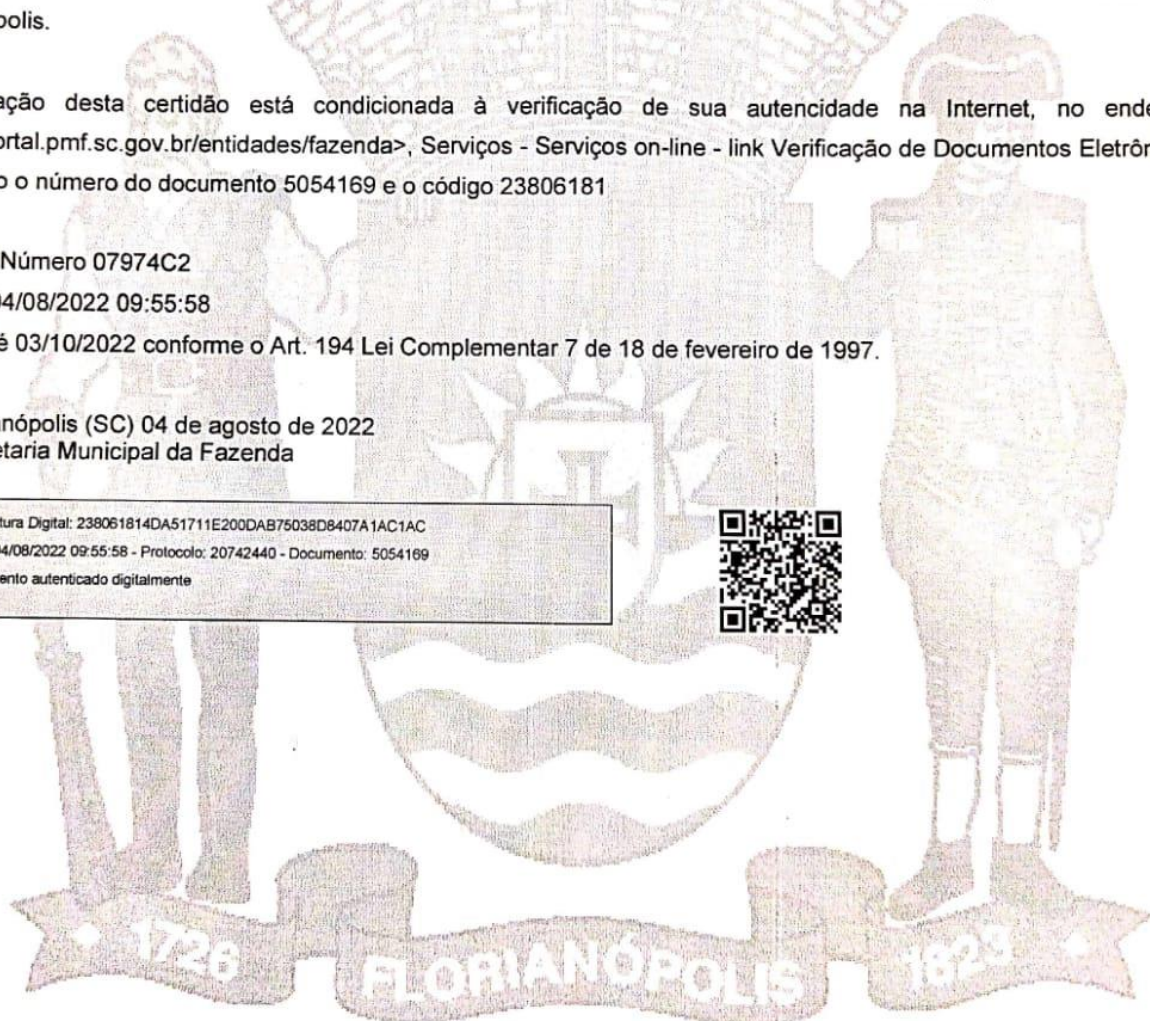 polis.
ação desta certidão está condicionada à verificação de sua autencidade na Internet, no ende
ortal.pmf.sc.gov.br/entidades/fazenda>, Serviços - Serviços on-line - link Verificação de Documentos Eletrôn
o o número do documento 5054169 e o código 23806181
Número 07974C2
04/08/2022 09:55:58
é 03/10/2022 conforme o Art. 194 Lei Complementar 7 de 18 de fevereiro de 1997.
nópolis (SC) 04 de agosto de 2022
etaria Municipal da Fazenda
tura Digital: 238061814DA51711E200DAB75038D8407A1AC1AC
04/08/2022 09:55:58 - Protocolo: 20742440 - Documento: 5054169
ento autenticado digitalmente
1726 FLORIANÓPOLIS 1823